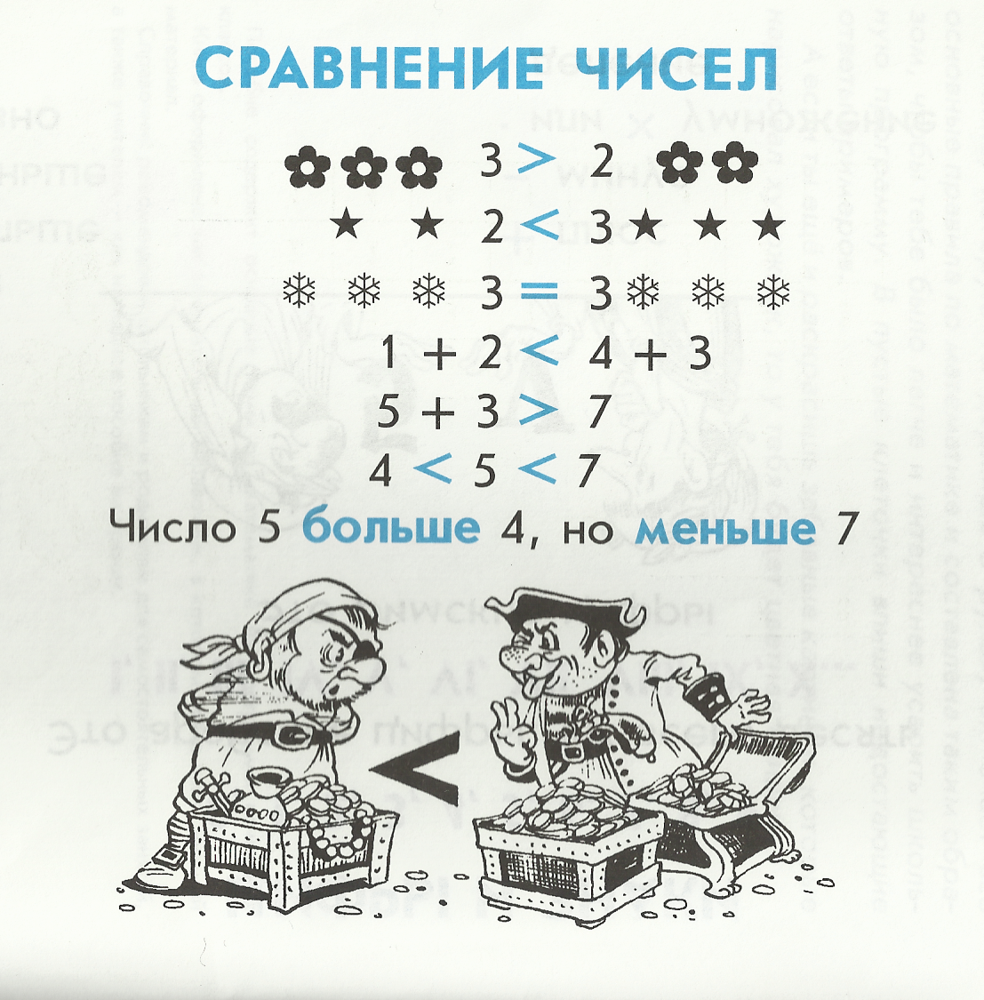 СРАВНЕНИЕ ЧИСЕЛ
3 > 2
2 < 3
3 = 3
1 + 2 < 4 + 3
5 + 3 > 7
4 < 5 < 7
Число 5 больше 4, но меньше 7
<